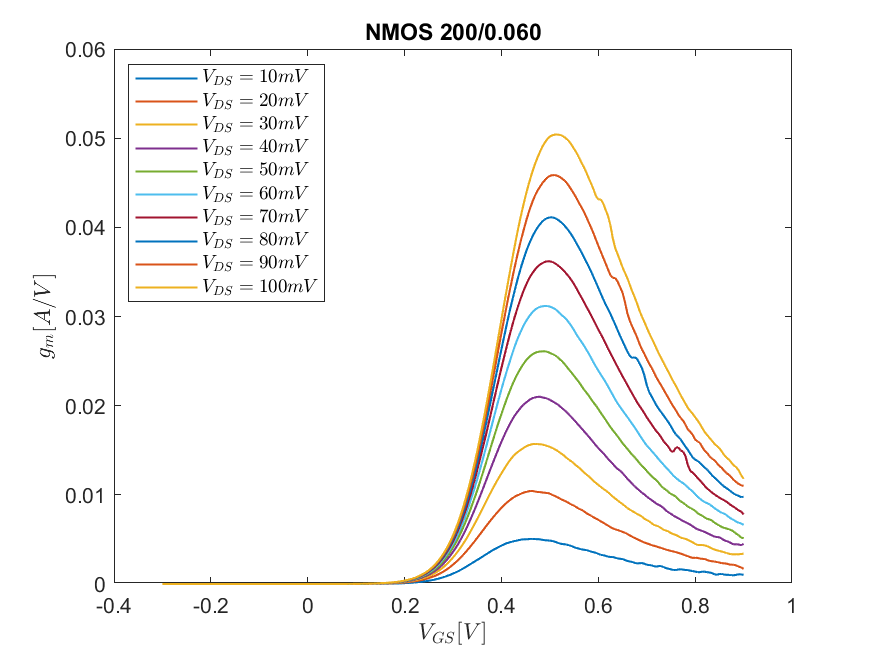 NMOS 200/0.060
0.06
0.05
0.04
0.03
0.02
0.01
0
g_m[A/V]
V_DS = 10mV
V_DS = 20mV
V_DS = 30mV
V_DS = 40mV
V_DS = 50mV
V_DS = 60mV
V_DS = 70mV
V_DS = 80mV
V_DS = 90mV
V_DS = 100mV
-0.4 -0.2 0 0.2 0.4 0.6 0.8 1
V_GS[V]